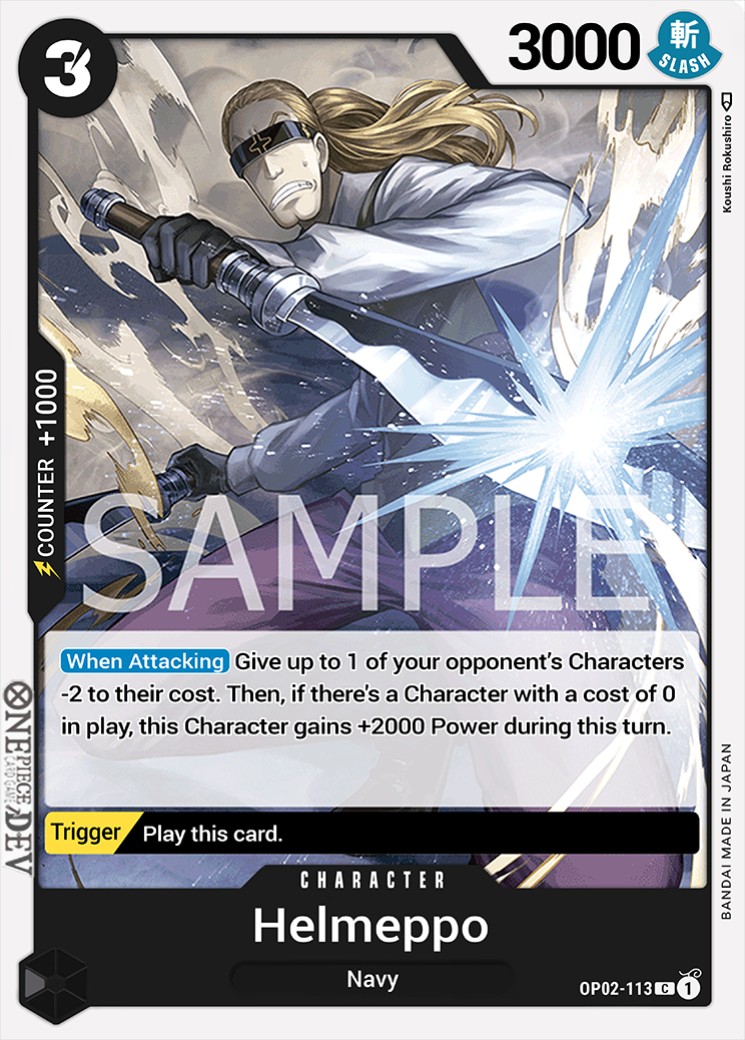 3
3000
斬
SLASH
Koushi Rokushiro
COUNTER +1000
SAMPLE
When Attacking Give up to 1 of your opponent's Characters
-2 to their cost. Then, if there's a Character with a cost of 0
in play, this Character gains +2000 Power during this turn.
Trigger Play this card.
ONE PIECE
CARD GAME
/DEV
BANDAI MADE IN JAPAN
CHARACTER
Helmeppo
Navy
OP02-113 C 1